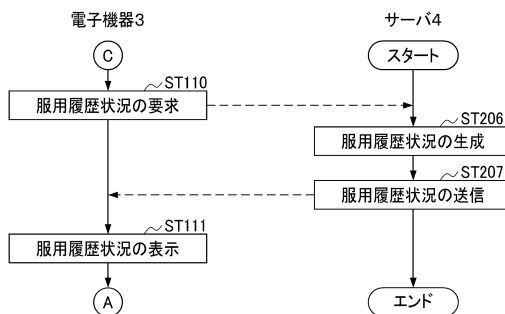 電子機器3
サーバ4
C
スタート
ST110
服用履歴状況の要求
ST206
服用履歴状況の生成
ST207
服用履歴状況の送信
ST111
服用履歴状況の表示
A
エンド